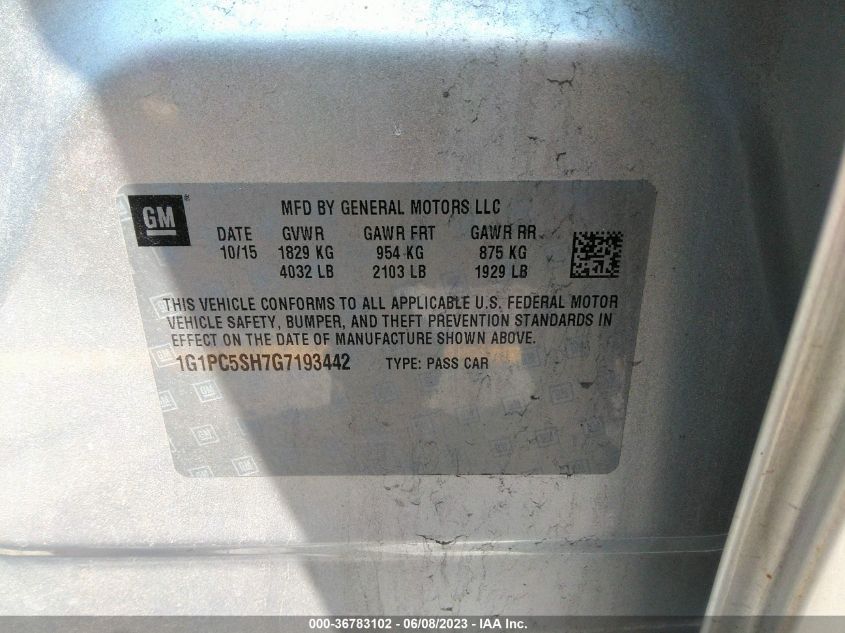 GM
MFD BY GENERAL MOTORS LLC
DATE GVWR GAWR FRT GAWR RR
10/15 1829 KG 954 KG 875 KG
4032 LB 2103 LB 1929 LB
THIS VEHICLE CONFORMS TO ALL APPLICABLE U.S. FEDERAL MOTOR
VEHICLE SAFETY, BUMPER, AND THEFT PREVENTION STANDARDS IN
EFFECT ON THE DATE OF MANUFACTURE SHOWN ABOVE.
1G1PC5SH7G7193442 TYPE: PASS CAR
000-36783102 - 06/08/2023 - IAA Inc.